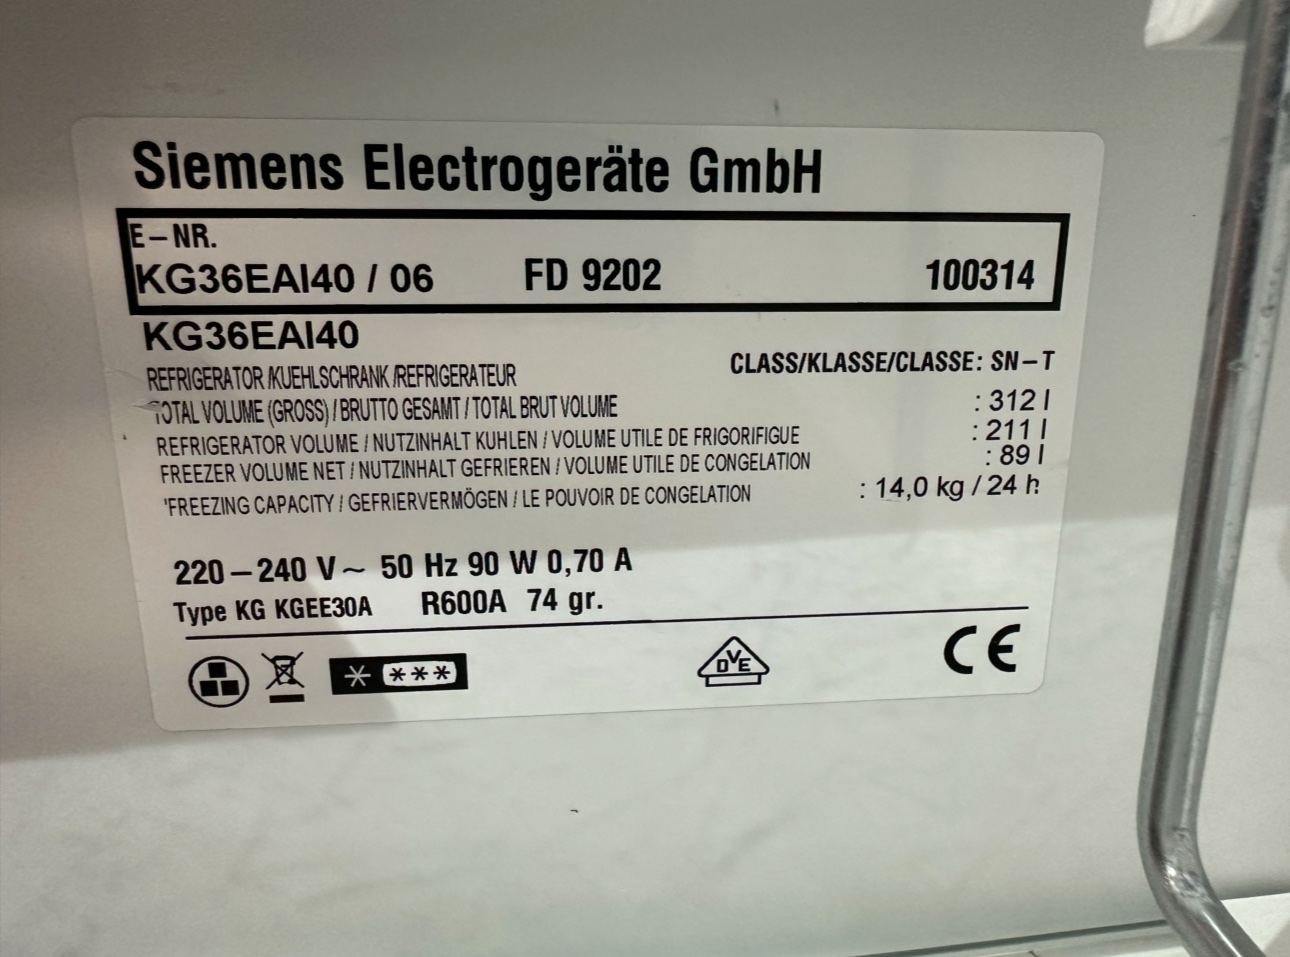 Siemens Electrogeräte GmbH
E-NR.
KG36EAI40 / 06 FD 9202 100314
KG36EAI40
CLASS/KLASSE/CLASSE: SN-T
REFRIGERATOR /KUEHLSCHRANK /REFRIGERATEUR
TOTAL VOLUME (GROSS) / BRUTTO GESAMT / TOTAL BRUT VOLUME : 312 l
REFRIGERATOR VOLUME / NUTZINHALT KUHLEN / VOLUME UTILE DE FRIGORIFIGUE : 211 l
FREEZER VOLUME NET / NUTZINHALT GEFRIEREN / VOLUME UTILE DE CONGELATION : 89 l
'FREEZING CAPACITY / GEFRIERVERMÖGEN / LE POUVOIR DE CONGELATION : 14,0 kg / 24 h
220-240 V~ 50 Hz 90 W 0,70 A
Type KG KGEE30A R600A 74 gr.
* *** DVE CE